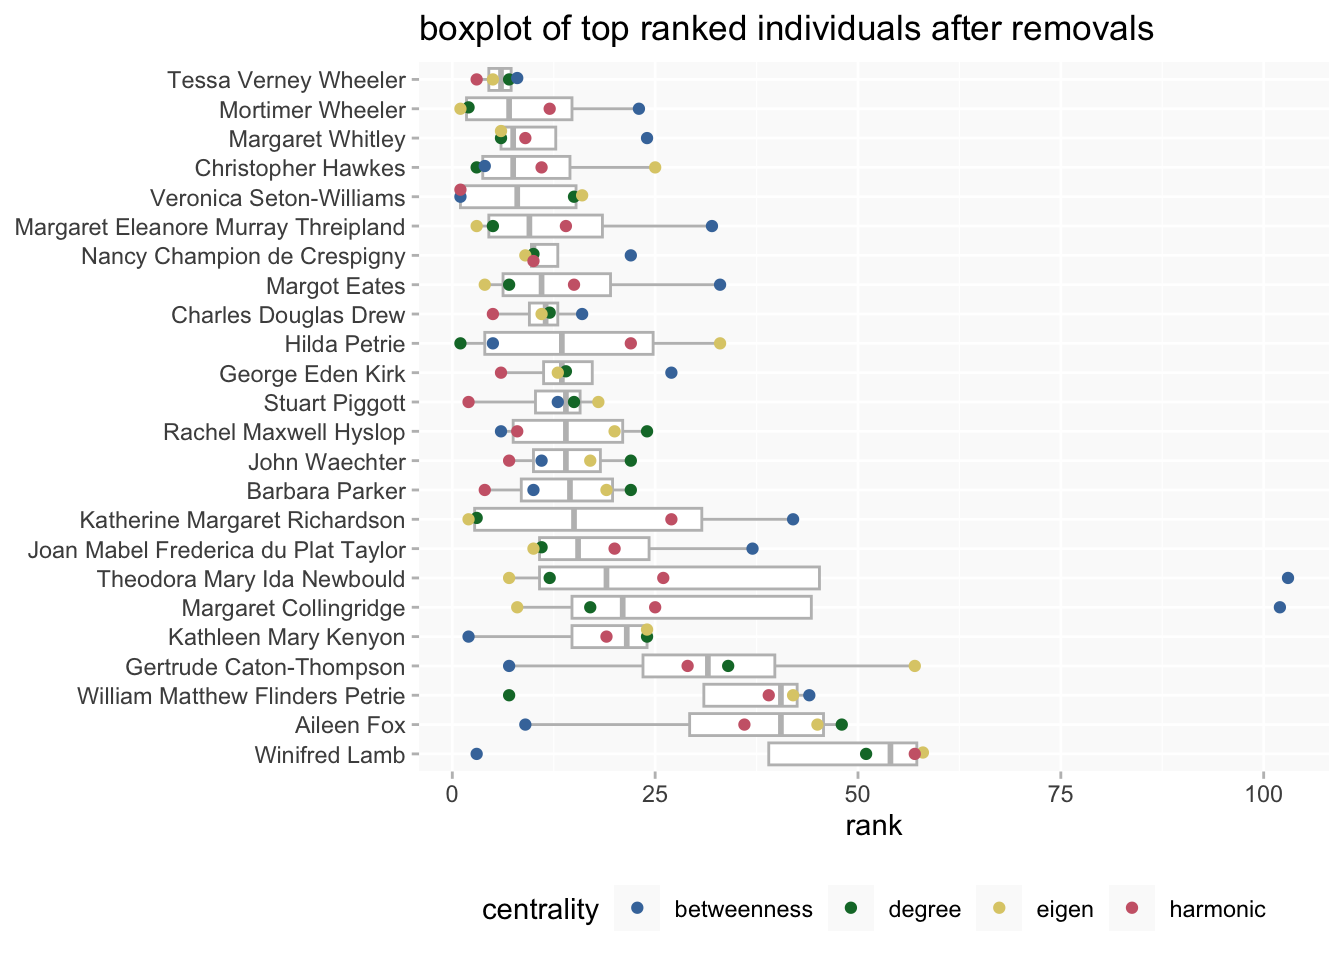 boxplot of top ranked individuals after removals
Tessa Verney Wheeler
Mortimer Wheeler
Margaret Whitley
Christopher Hawkes
Veronica Seton-Williams
Margaret Eleanore Murray Threipland
Nancy Champion de Crespigny
Margot Eates
Charles Douglas Drew
Hilda Petrie
George Eden Kirk
Stuart Piggott
Rachel Maxwell Hyslop
John Waechter
Barbara Parker
Katherine Margaret Richardson
Joan Mabel Frederica du Plat Taylor
Theodora Mary Ida Newbould
Margaret Collingridge
Kathleen Mary Kenyon
Gertrude Caton-Thompson
William Matthew Flinders Petrie
Aileen Fox
Winifred Lamb
0 25 50 75 100
rank
centrality betweenness degree eigen harmonic